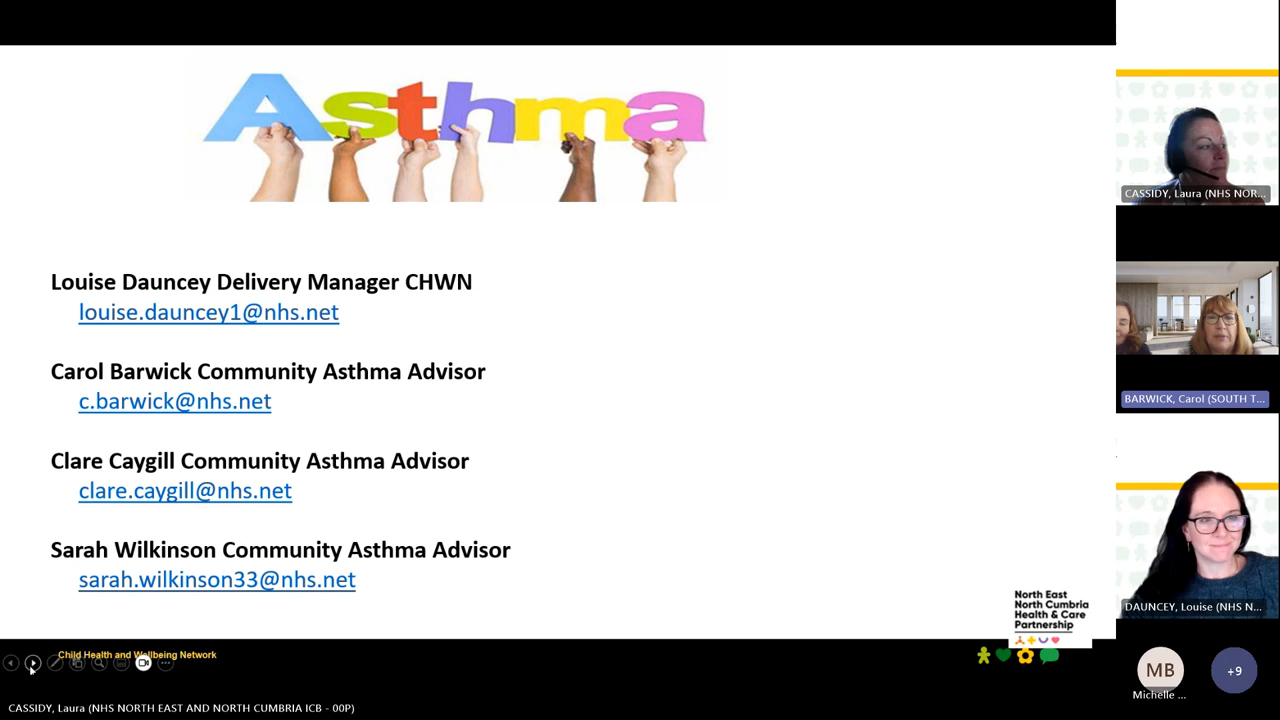 Asthma
Louise Dauncey Delivery Manager CHWN
louise.dauncey1@nhs.net
Carol Barwick Community Asthma Advisor
c.barwick@nhs.net
Clare Caygill Community Asthma Advisor
clare.caygill@nhs.net
Sarah Wilkinson Community Asthma Advisor
sarah.wilkinson33@nhs.net
North East
North Cumbria
Health & Care
Partnership
Child Health and Wellbeing Network
CASSIDY, Laura (NHS NORTH EAST AND NORTH CUMBRIA ICB - 00P)
CASSIDY, Laura (NHS NOR...
BARWICK, Carol (SOUTH T...
DAUNCEY, Louise (NHS N...
MB
Michelle ...
+9